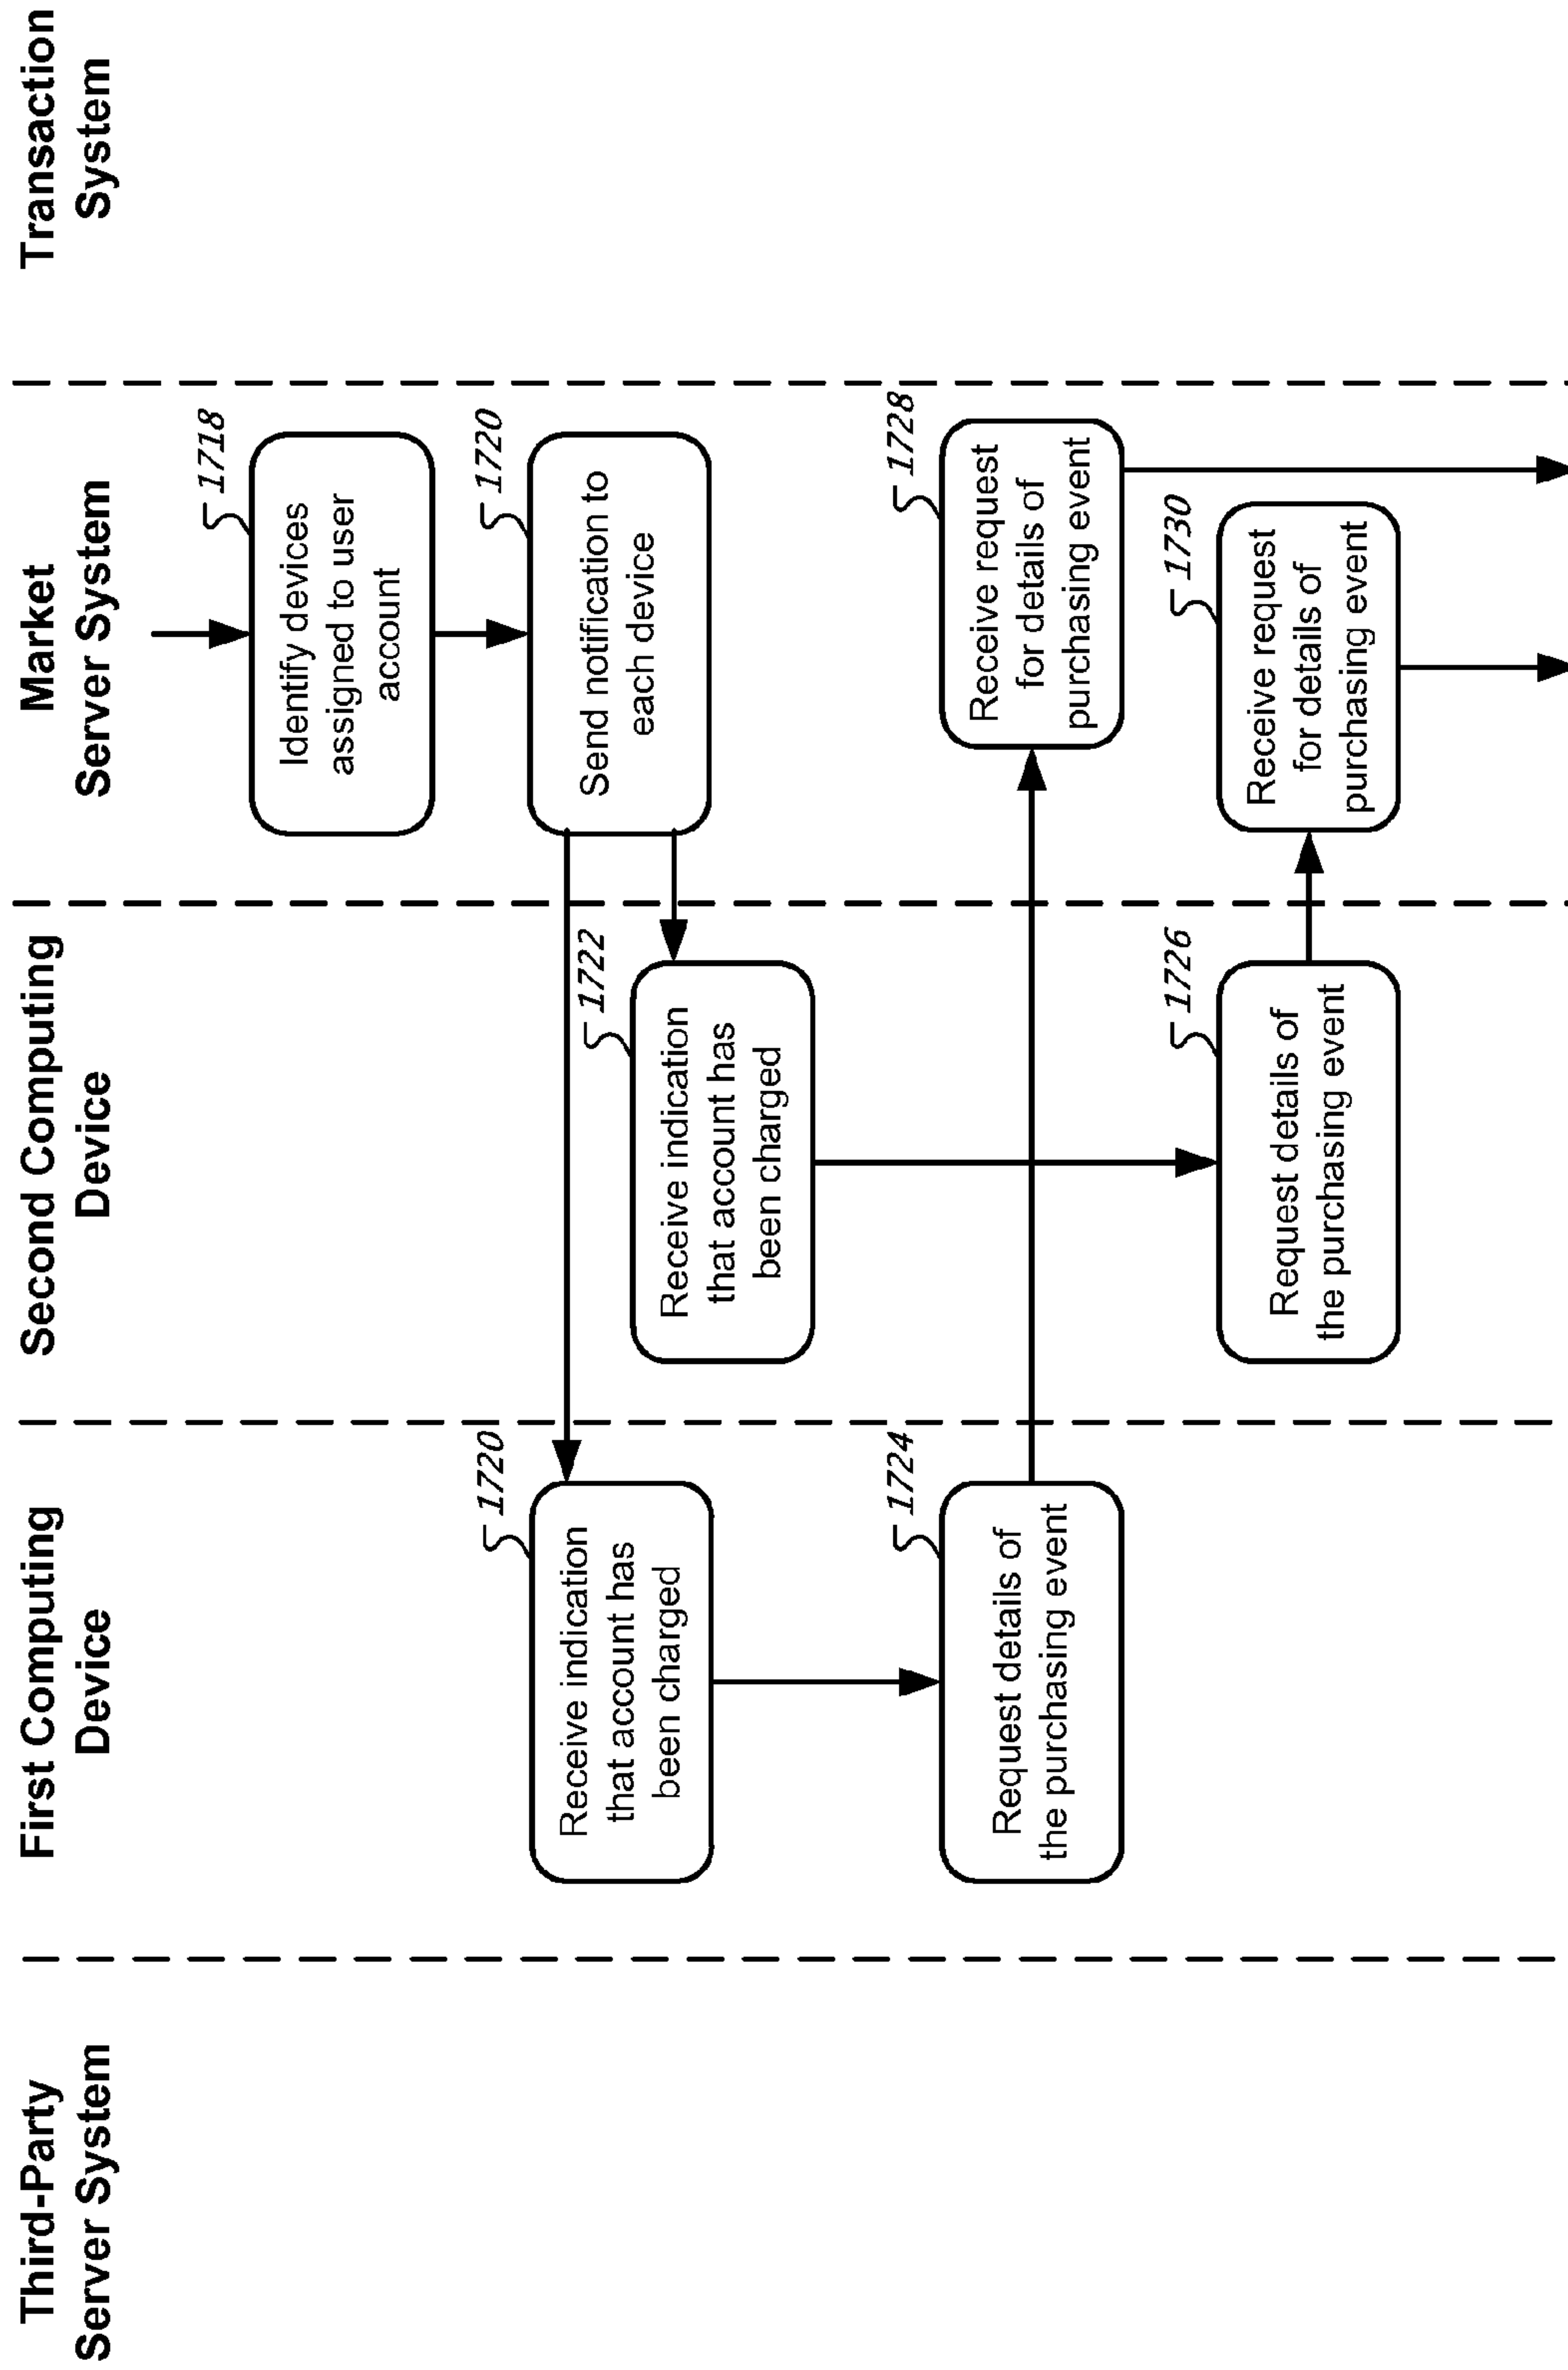 Third-Party
Server System
First Computing
Device
Second Computing
Device
Market
Server System
Transaction
System
1718
Identify devices
assigned to user
account
1720
Send notification to
each device
1720
Receive indication
that account has
been charged
1722
Receive indication
that account has
been charged
1724
Request details of
the purchasing event
1728
Receive request
for details of
purchasing event
1726
Request details of
the purchasing event
1730
Receive request
for details of
purchasing event